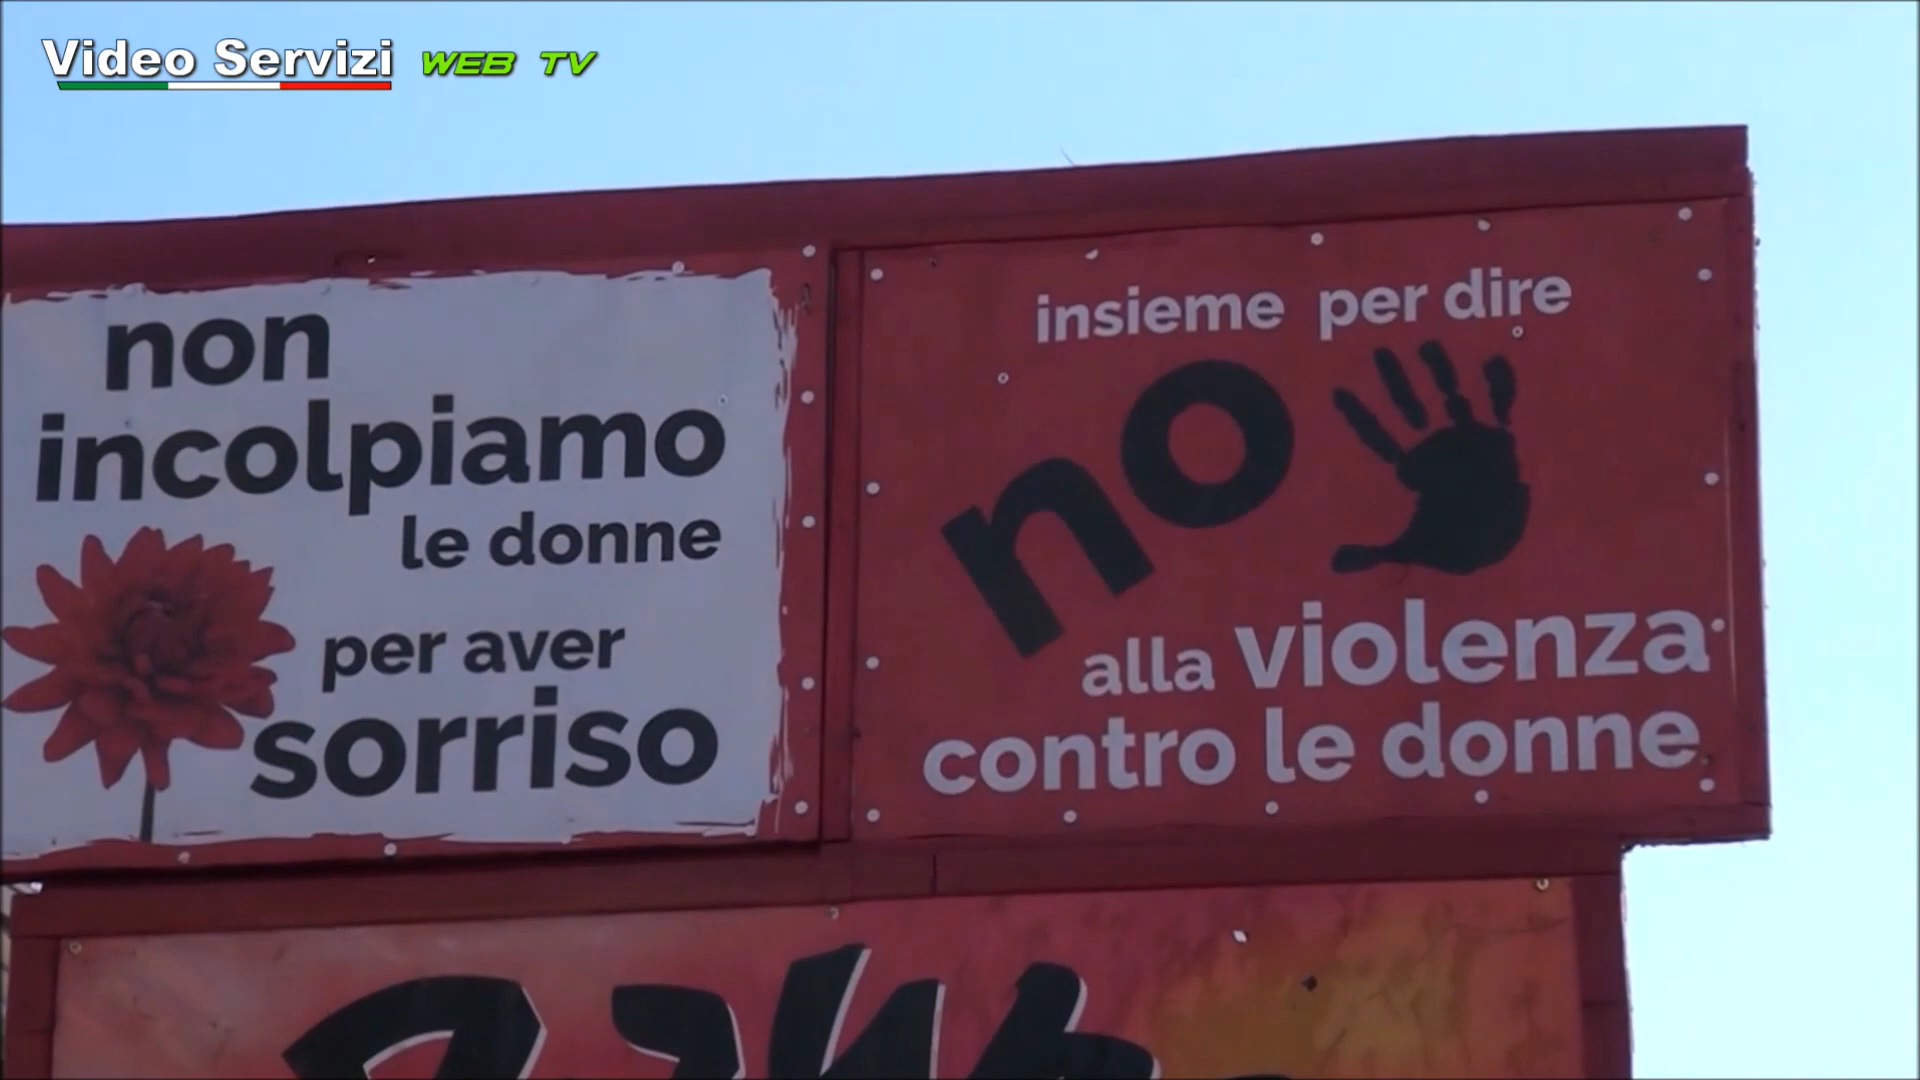 Video Servizi WEB TV
non
incolpiamo
le donne
per aver
sorriso
insieme per dire
no
alla violenza
contro le donne